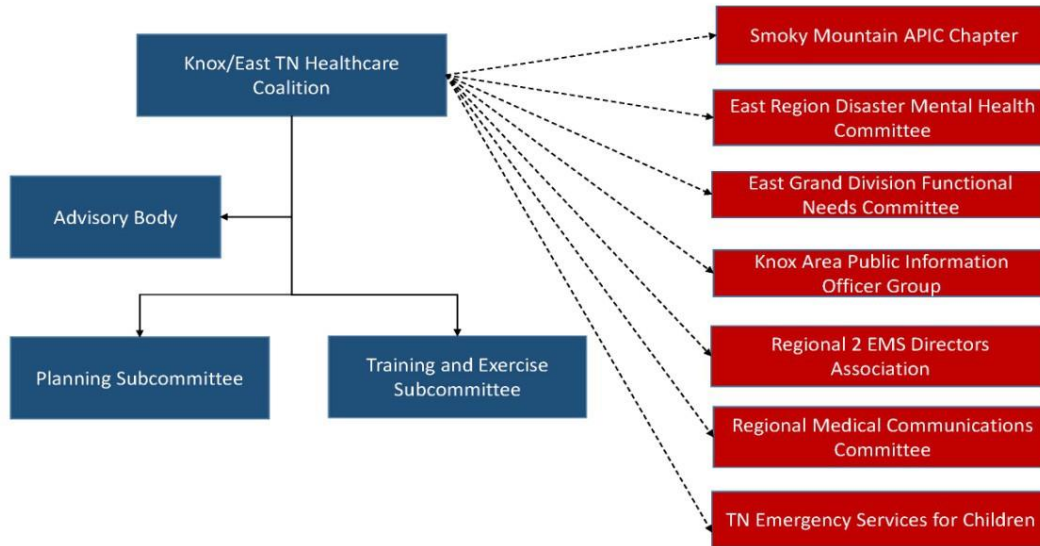 Knox/East TN Healthcare
Coalition
Advisory Body
Planning Subcommittee
Training and Exercise
Subcommittee
Smoky Mountain APIC Chapter
East Region Disaster Mental Health
Committee
East Grand Division Functional
Needs Committee
Knox Area Public Information
Officer Group
Regional 2 EMS Directors
Association
Regional Medical Communications
Committee
TN Emergency Services for Children